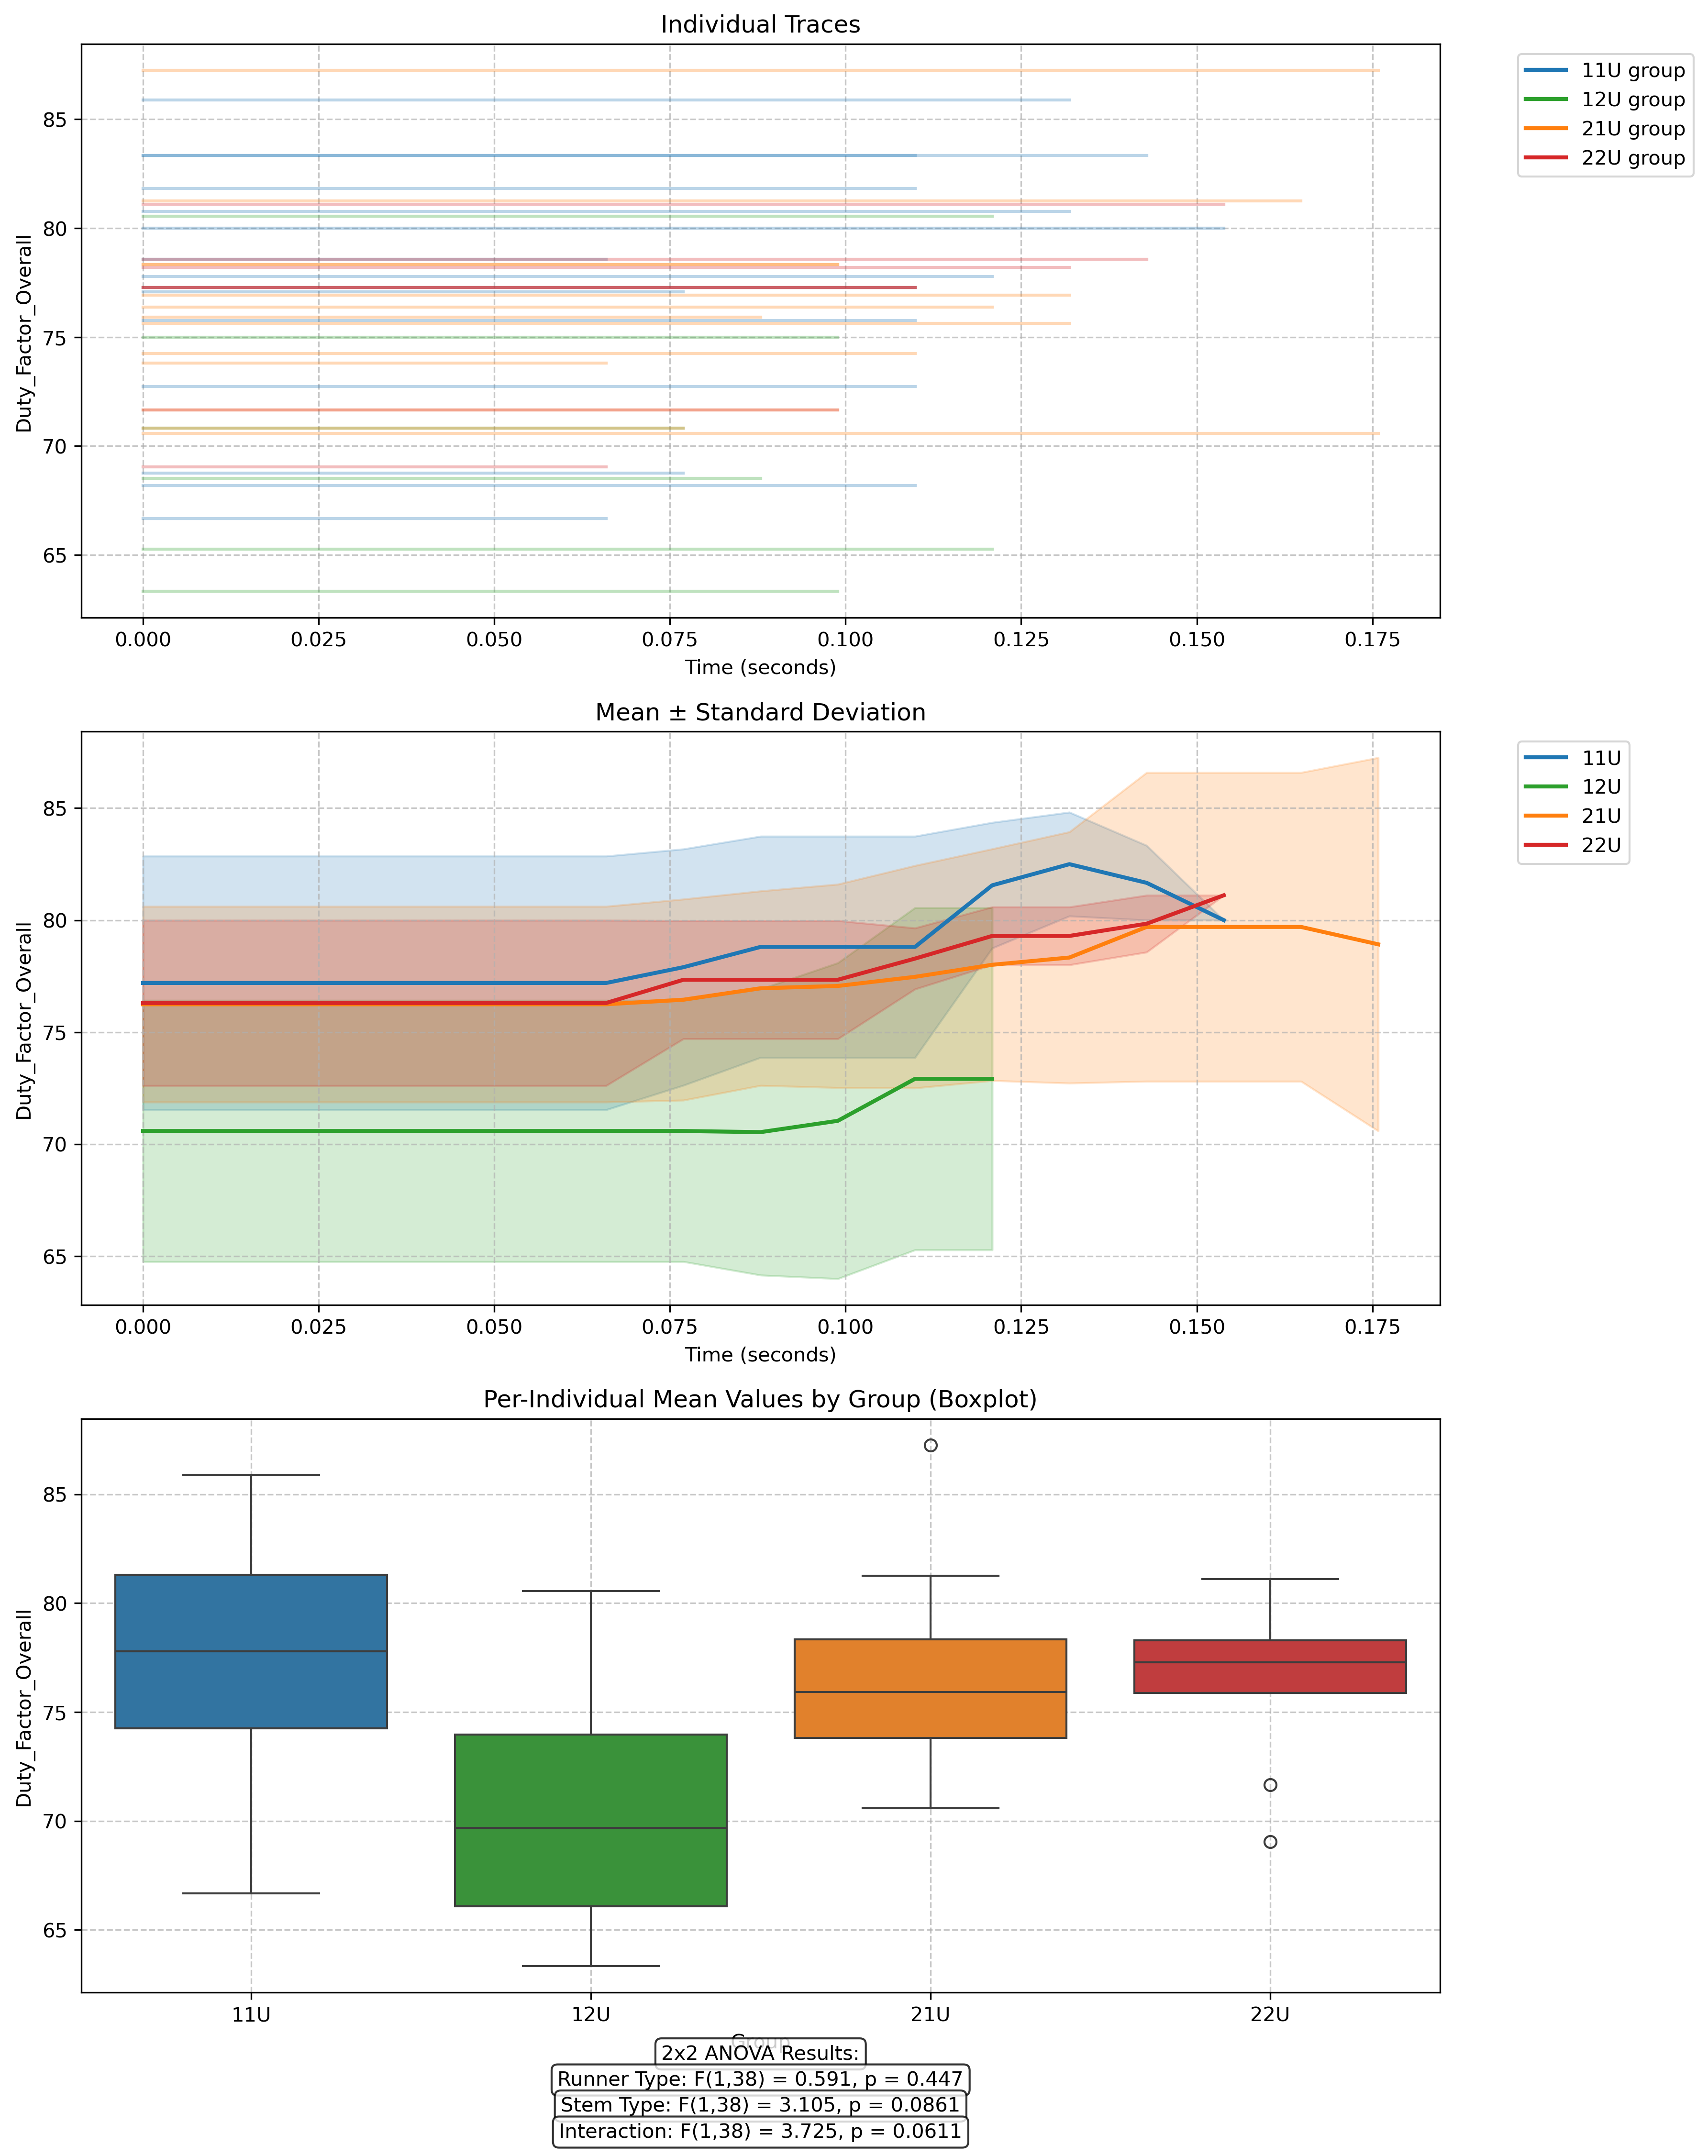 Individual Traces
Duty_Factor_Overall
85
80
75
70
65
0.000 0.025 0.050 0.075 0.100 0.125 0.150 0.175
Time (seconds)
11U group
12U group
21U group
22U group
Mean ± Standard Deviation
Duty_Factor_Overall
85
80
75
70
65
0.000 0.025 0.050 0.075 0.100 0.125 0.150 0.175
Time (seconds)
11U
12U
21U
22U
Per-Individual Mean Values by Group (Boxplot)
Duty_Factor_Overall
85
80
75
70
65
11U 12U 21U 22U
Group
2x2 ANOVA Results:
Runner Type: F(1,38) = 0.591, p = 0.447
Stem Type: F(1,38) = 3.105, p = 0.0861
Interaction: F(1,38) = 3.725, p = 0.0611